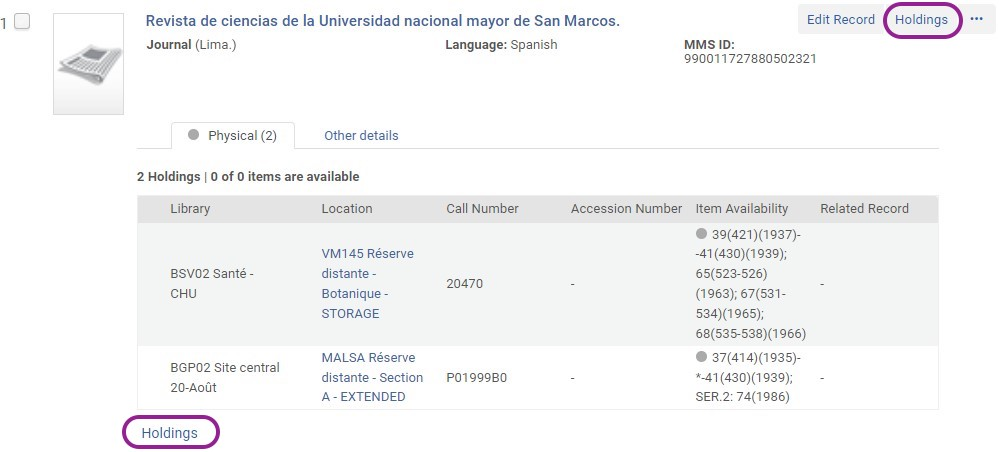 1
Revista de ciencias de la Universidad nacional mayor de San Marcos.
Edit Record Holdings •••
Journal (Lima.) Language: Spanish MMS ID:
990011727880502321
Physical (2) Other details
2 Holdings | 0 of 0 items are available
Library Location Call Number Accession Number Item Availability Related Record
BSV02 Santé -
CHU
VM145 Réserve
distante -
Botanique -
STORAGE
20470
-
39(421)(1937)-
-41(430)(1939);
65(523-526)
(1963); 67(531-
534)(1965);
68(535-538)(1966)
-
BGP02 Site central
20-Août
MALSA Réserve
distante - Section
A - EXTENDED
P01999B0
-
37(414)(1935)-
*-41(430)(1939);
SER.2: 74(1986)
-
Holdings